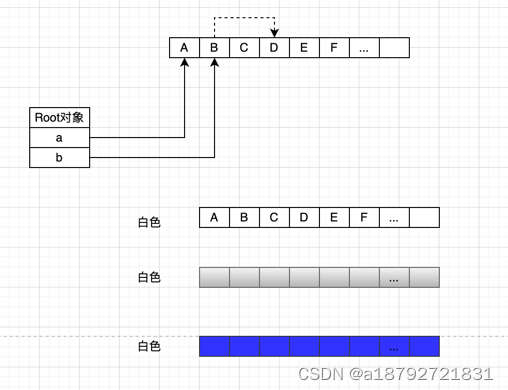 A B C D E F ...
Root对象
a
b
白色 A B C D E F ...
白色 ...
白色 ...
CSDN @a18792721831